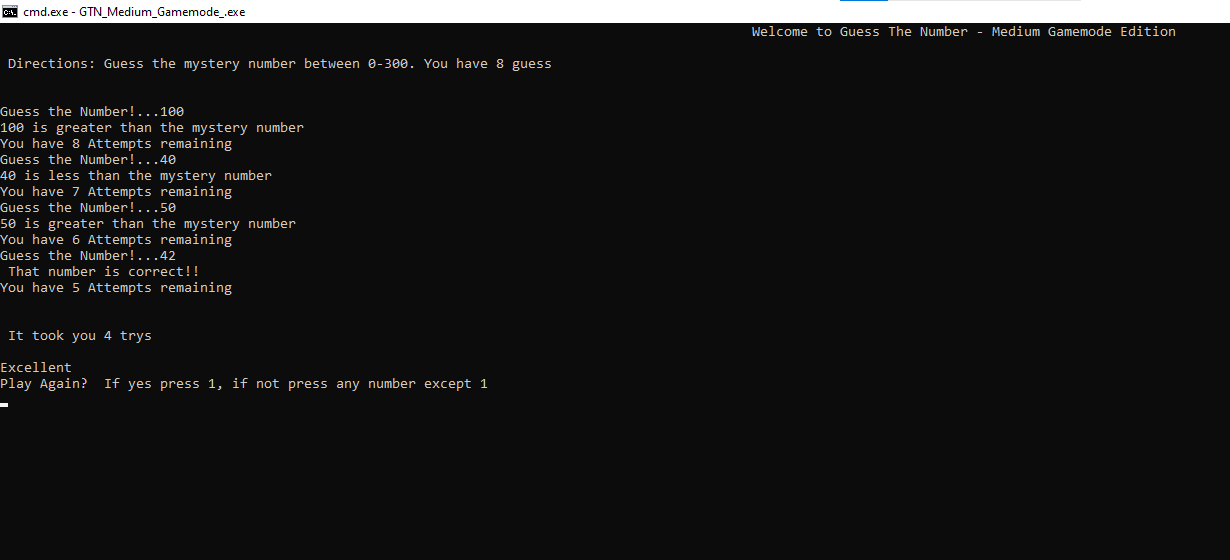 cmd.exe - GTN_Medium_Gamemode_.exe
Welcome to Guess The Number - Medium Gamemode Edition
Directions: Guess the mystery number between 0-300. You have 8 guess
Guess the Number!...100
100 is greater than the mystery number
You have 8 Attempts remaining
Guess the Number!...40
40 is less than the mystery number
You have 7 Attempts remaining
Guess the Number!...50
50 is greater than the mystery number
You have 6 Attempts remaining
Guess the Number!...42
That number is correct!!
You have 5 Attempts remaining
It took you 4 trys
Excellent
Play Again?  If yes press 1, if not press any number except 1